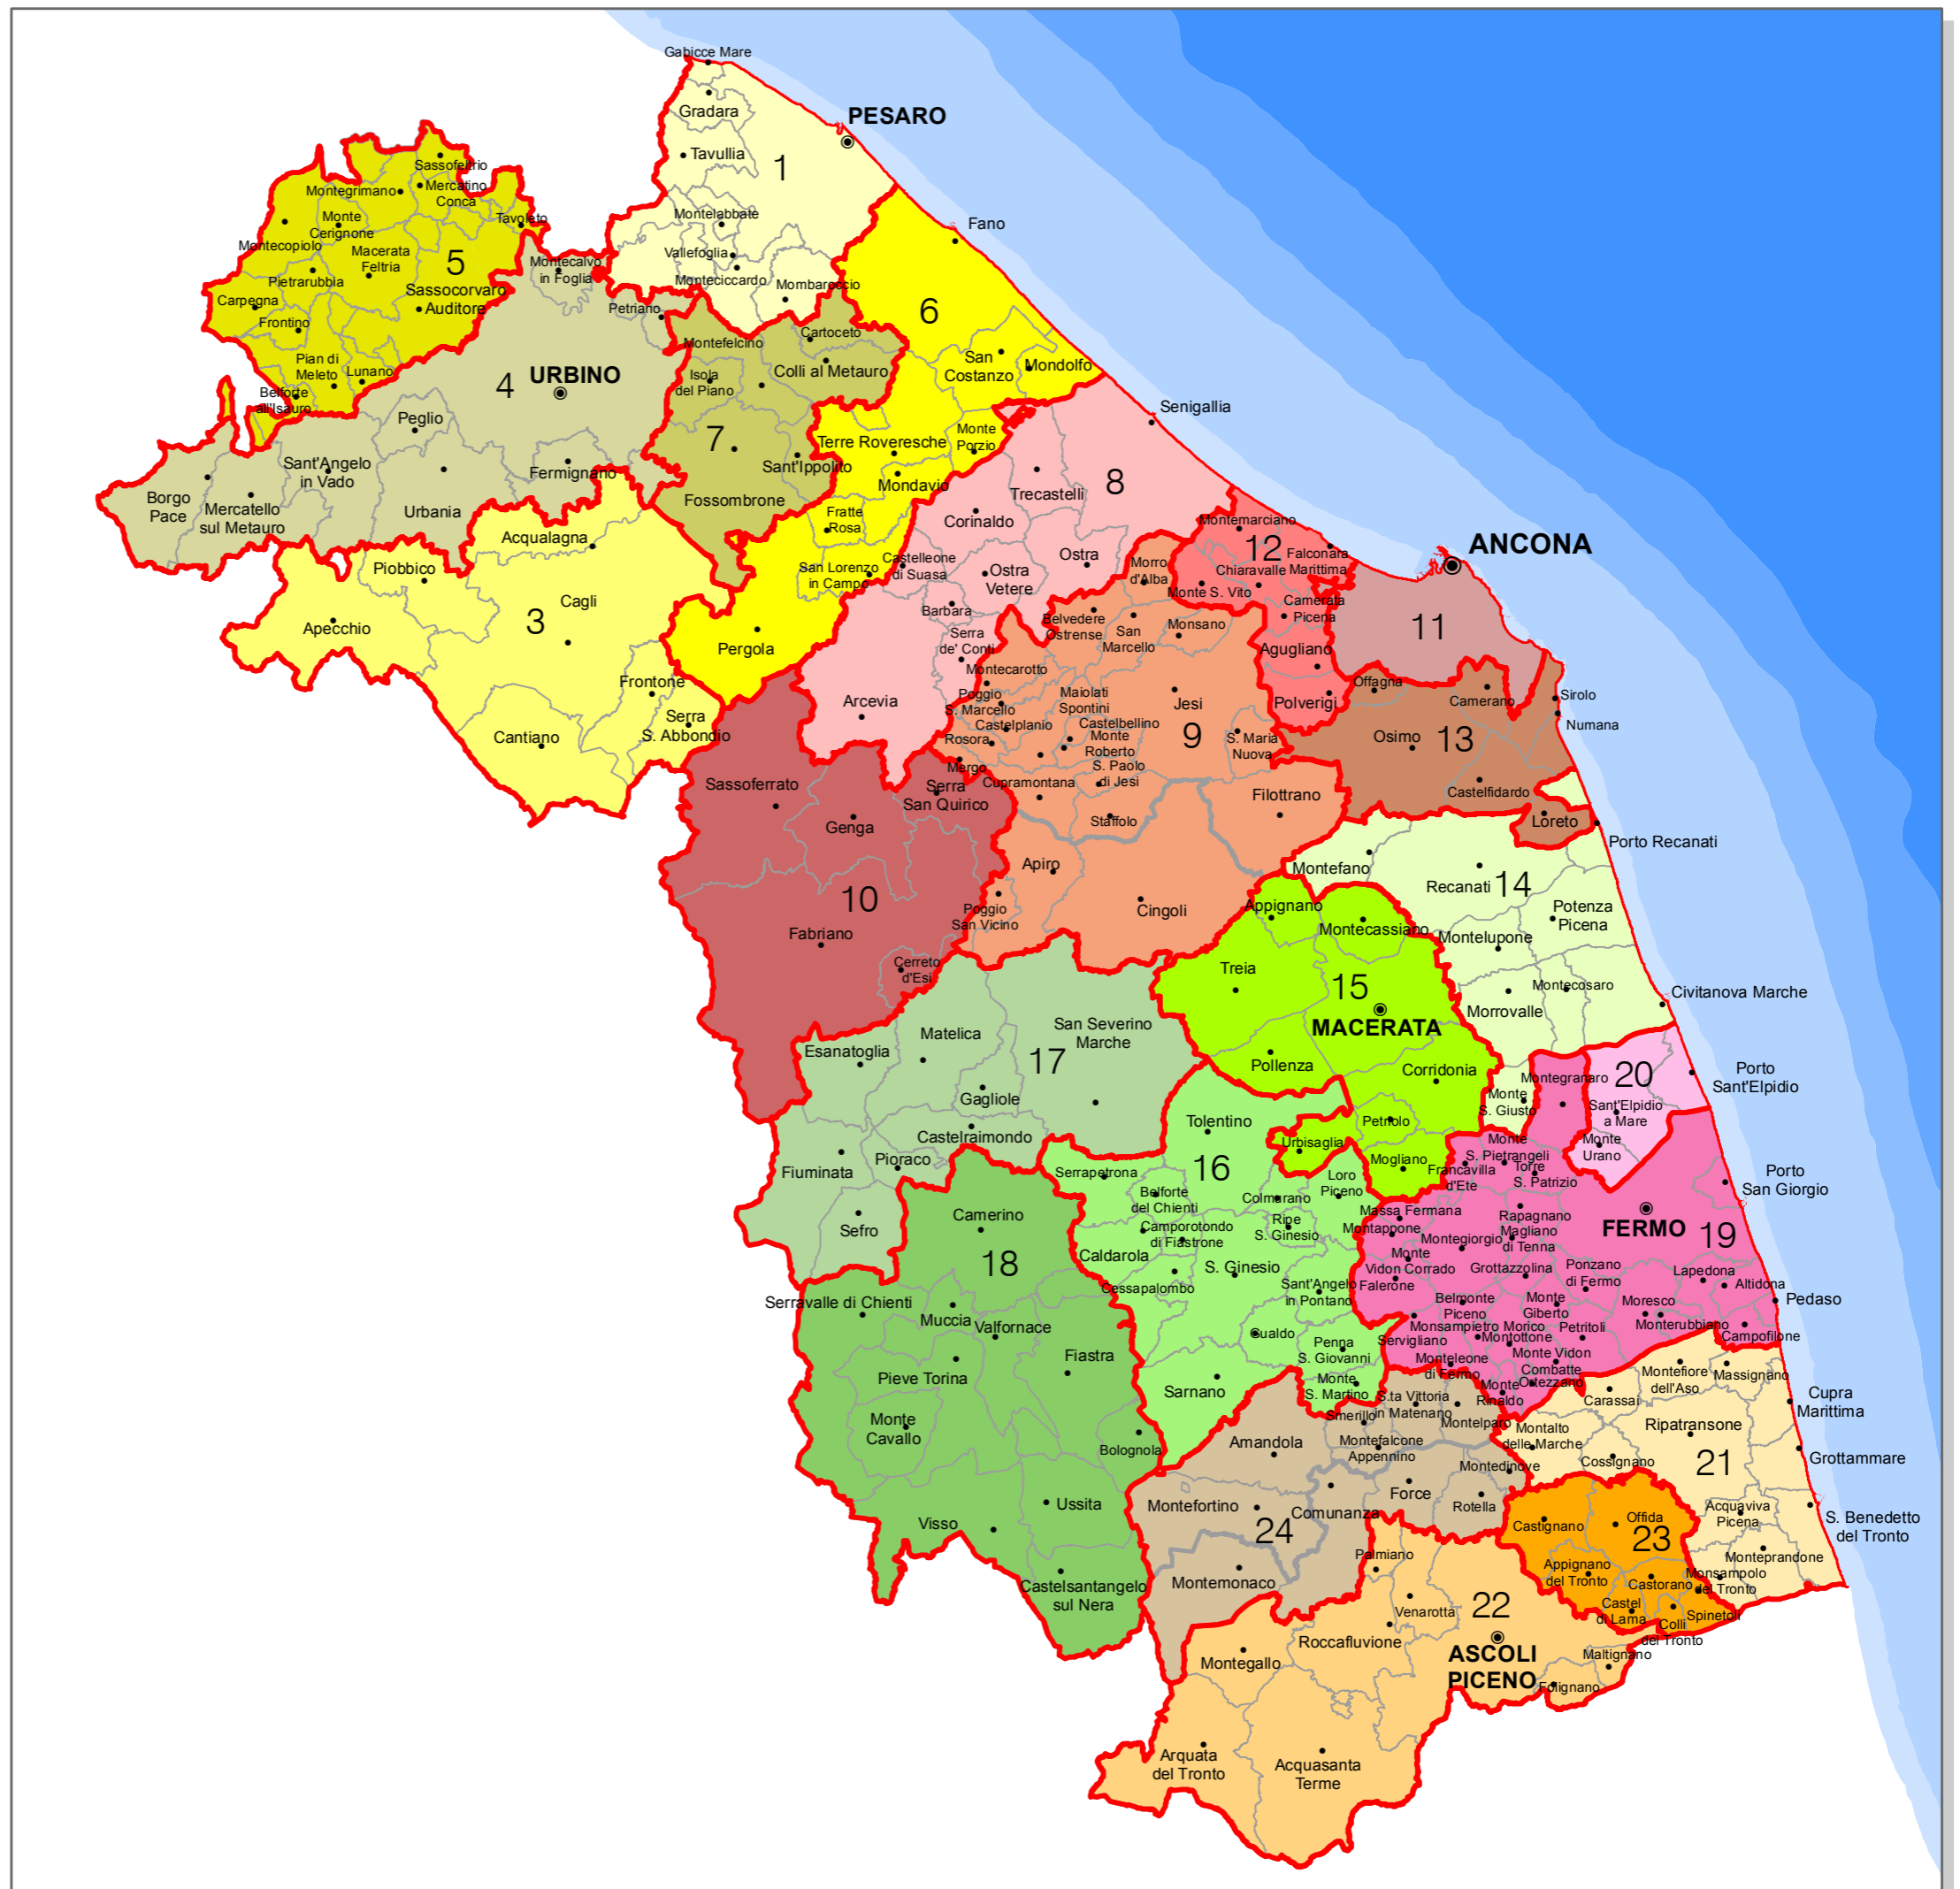 Gabicce Mare
PESARO
Gradara
Tavullia
1
Montelabbate
Vallefoglia
Monteciccardo
Mombaroccio
Sassofeltrio
Montegrimano
Mercatino
Conca
Monte
Cerignone
Tavoleto
Montecopiolo
Macerata
Feltria
5
Pietrarubbia
Sassocorvaro
Auditore
Carpegna
Frontino
Pian di
Meleto
Lunano
Belforte
all'Isauro
Montecalvo
in Foglia
Petriano
4
URBINO
Peglio
Sant'Angelo
in Vado
Fermignano
Borgo
Pace
Mercatello
sul Metauro
Urbania
Fano
6
San
Costanzo
Mondolfo
Terre Roveresche
Monte
Porzio
Mondavio
Fratte
Rosa
San Lorenzo
in Campo
Pergola
Montefelcino
Cartoceto
Isola
del Piano
Colli al Metauro
7
Sant'Ippolito
Fossombrone
Acqualagna
Piobbico
Cagli
3
Apecchio
Frontone
Serra
S. Abbondio
Cantiano
Senigallia
8
Trecastelli
Corinaldo
Castelleone
di Suasa
Ostra
Ostra
Vetere
Barbara
Serra
de' Conti
Arcevia
Montemarciano
12
Falconara
Marittima
Chiaravalle
Monte S. Vito
Camerata
Picena
Agugliano
Polverigi
ANCONA
11
Morro
d'Alba
Belvedere
Ostrense
San
Marcello
Monsano
Montecarotto
Poggio
S. Marcello
Maiolati
Spontini
Jesi
9
Castelplanio
Castelbellino
Rosora
Monte
Roberto
S. Maria
Nuova
Mergo
S. Paolo
di Jesi
Cupramontana
Staffolo
Filottrano
Apiro
Cingoli
Poggio
San Vicino
Offagna
Camerano
Sirolo
Numana
Osimo
13
Castelfidardo
Loreto
Porto Recanati
Sassoferrato
Serra
San Quirico
Genga
10
Fabriano
Cerreto
d'Esi
Montefano
Recanati
14
Potenza
Picena
Montelupone
Montecosaro
Morrovalle
Civitanova Marche
Monte
S. Giusto
Appignano
Montecassiano
Treia
15
MACERATA
Pollenza
Corridonia
Petriolo
Urbisaglia
Mogliano
Matelica
San Severino
Marche
Esanatoglia
17
Gagliole
Castelraimondo
Fiuminata
Pioraco
Sefro
Tolentino
16
Serrapetrona
Belforte
del Chienti
Colmurano
Loro
Piceno
Camporotondo
di Fiastrone
Ripe
S. Ginesio
Caldarola
S. Ginesio
Cessapalombo
Sant'Angelo
in Pontano
Gualdo
Penna
S. Giovanni
Sarnano
Monte
S. Martino
Camerino
18
Serravalle di Chienti
Muccia
Valfornace
Fiastra
Pieve Torina
Monte
Cavallo
Bolognola
Ussita
Visso
Castelsantangelo
sul Nera
20
Porto
Sant'Elpidio
Sant'Elpidio
a Mare
Monte
Urano
Montegranaro
Monte
S. Pietrangeli
Francavilla
d'Ete
Torre
S. Patrizio
Porto
San Giorgio
FERMO
19
Massa Fermana
Rapagnano
Montappone
Magliano
di Tenna
Montegiorgio
Monte
Vidon Corrado
Grottazzolina
Ponzano
di Fermo
Lapedona
Altidona
Falerone
Pedaso
Belmonte
Piceno
Monte
Giberto
Moresco
Monsampietro Morico
Petritoli
Monterubbiano
Campofilone
Servigliano
Montottone
Monteleone
di Fermo
Monte Vidon
Combatte
Monte
Rinaldo
Ortezzano
Montefiore
dell'Aso
Massignano
Carassai
Cupra
Marittima
Montalto
delle Marche
Ripatransone
Cossignano
21
Grottammare
Acquaviva
Picena
S. Benedetto
del Tronto
Monteprandone
Monsampolo
del Tronto
S.ta Vittoria
in Matenano
Smerillo
Montelparo
Amandola
Montefalcone
Appennino
Montedinove
Force
Rotella
Montefortino
Comunanza
24
Montemonaco
Castignano
Offida
23
Appignano
del Tronto
Castorano
Castel
di Lama
Spinetoli
Colli
del Tronto
Palmiano
Venarotta
22
Roccafluvione
ASCOLI
PICENO
Maltignano
Folignano
Montegallo
Arquata
del Tronto
Acquasanta
Terme